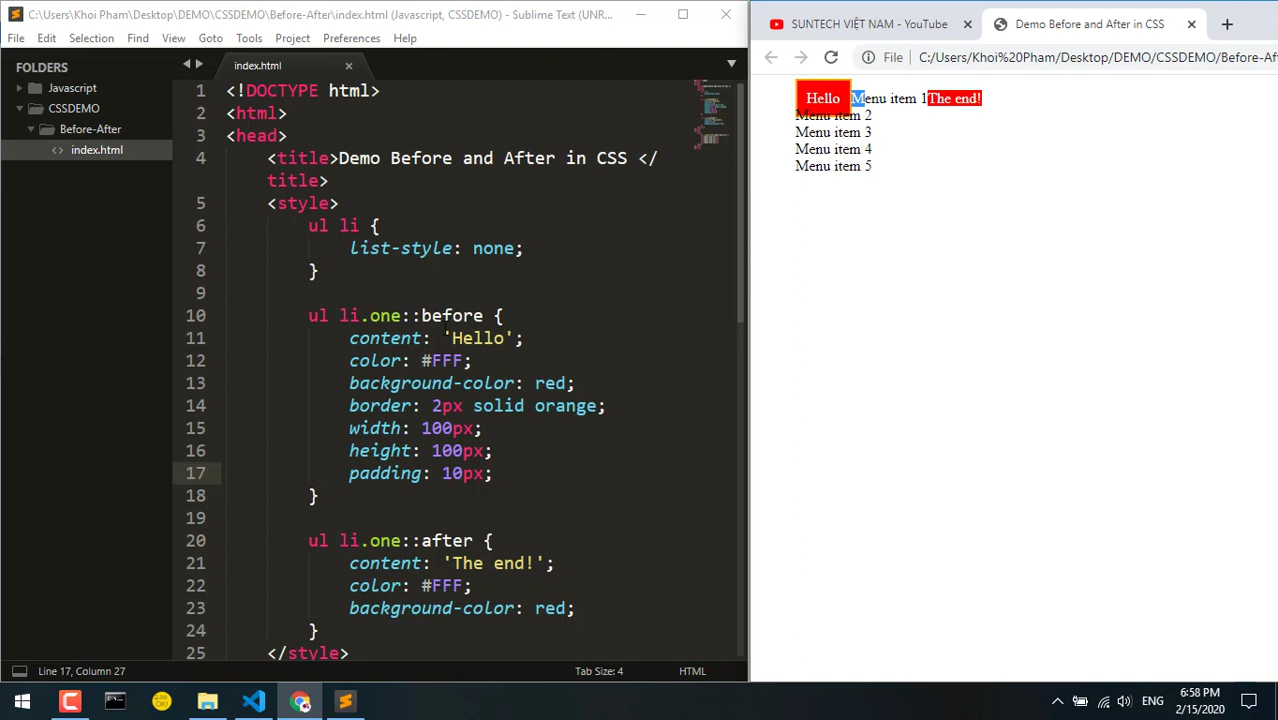 C:\Users\Khoi Pham\Desktop\DEMO\CSSDEMO\Before-After\index.html (Javascript, CSSDEMO) - Sublime Text (UNR...
File Edit Selection Find View Goto Tools Project Preferences Help
FOLDERS
Javascript
CSSDEMO
Before-After
<> index.html
index.html
1 <!DOCTYPE html>
2 <html>
3 <head>
4 <title>Demo Before and After in CSS </
title>
5 <style>
6 ul li {
7 list-style: none;
8 }
9
10 ul li.one::before {
11 content: 'Hello';
12 color: #FFF;
13 background-color: red;
14 border: 2px solid orange;
15 width: 100px;
16 height: 100px;
17 padding: 10px;
18 }
19
20 ul li.one::after {
21 content: 'The end!';
22 color: #FFF;
23 background-color: red;
24 }
25 </style>
Line 17, Column 27 Tab Size: 4 HTML
SUNTECH VIỆT NAM - YouTube
Demo Before and After in CSS
File C:/Users/Khoi%20Pham/Desktop/DEMO/CSSDEMO/Before-Af
Hello Menu item 1The end!
Menu item 2
Menu item 3
Menu item 4
Menu item 5
ENG
6:58 PM
2/15/2020